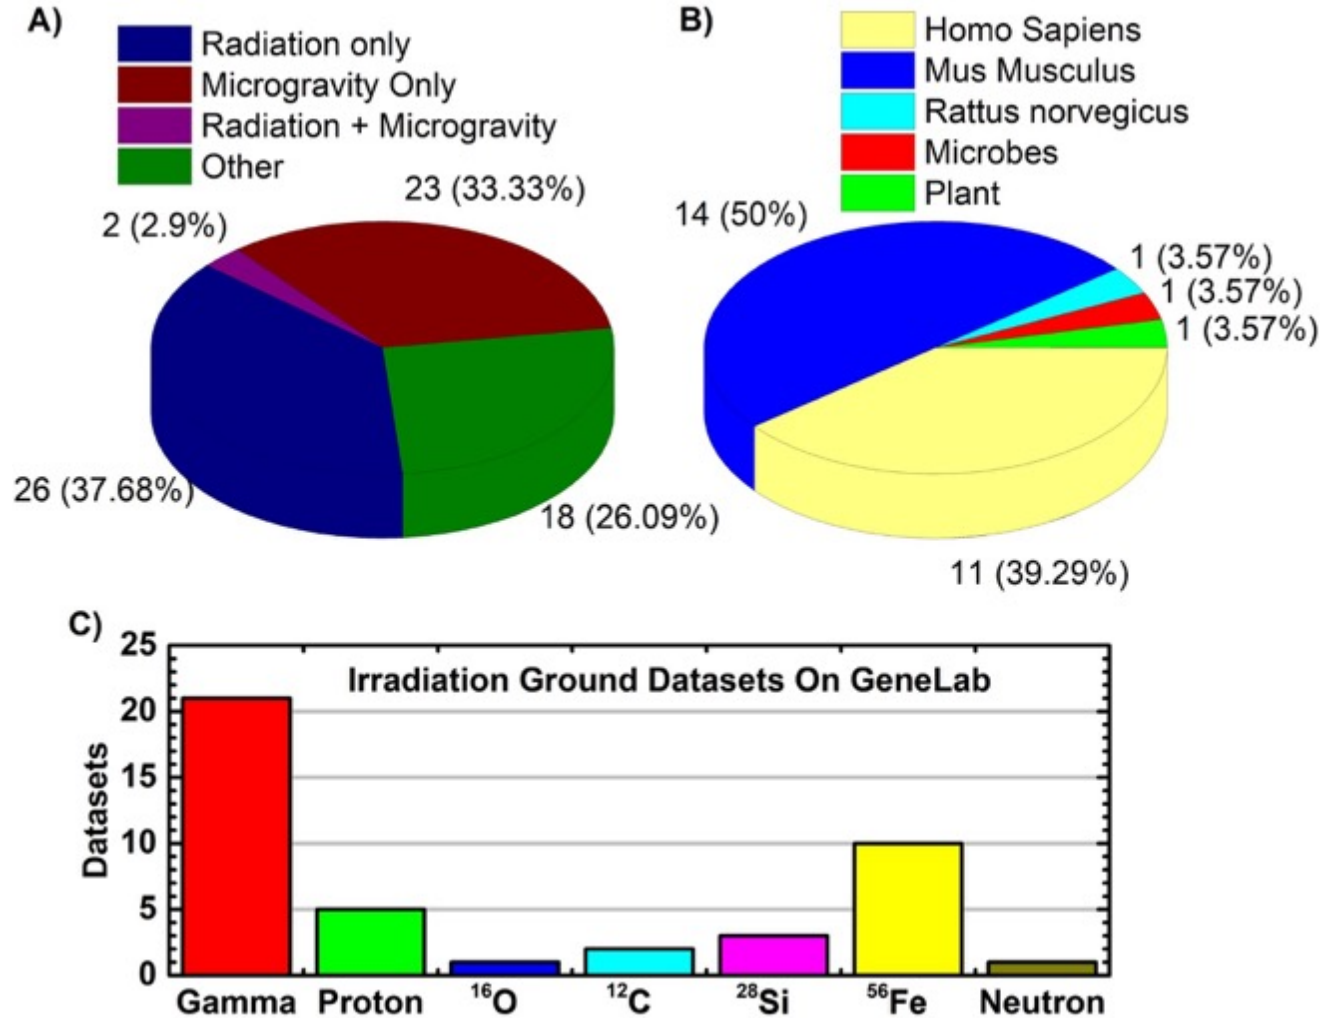 A)
Radiation only
Microgravity Only
Radiation + Microgravity
Other
23 (33.33%)
2 (2.9%)
26 (37.68%)
18 (26.09%)
B)
Homo Sapiens
Mus Musculus
Rattus norvegicus
Microbes
Plant
14 (50%)
1 (3.57%)
1 (3.57%)
1 (3.57%)
11 (39.29%)
C)
Irradiation Ground Datasets On GeneLab
Datasets
25
20
15
10
5
0
Gamma Proton ¹⁶O ¹²C ²⁸Si ⁵⁶Fe Neutron